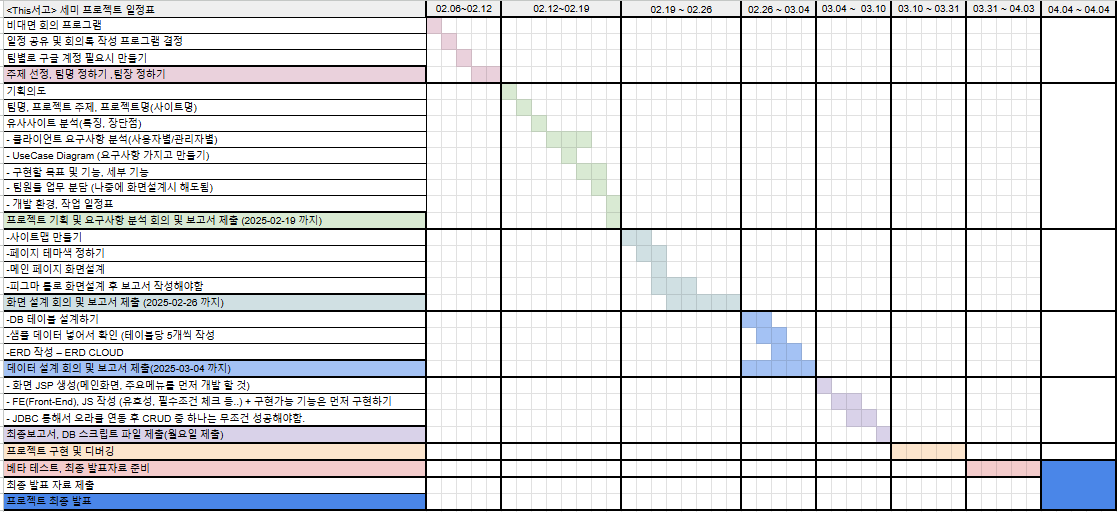 <This서고> 세미 프로젝트 일정표 02.06~02.12 02.12~02.19 02.19 ~ 02.26 02.26 ~ 03.04 03.04 ~ 03.10 03.10 ~ 03.31 03.31 ~ 04.03 04.04 ~ 04.04
비대면 회의 프로그램
일정 공유 및 회의록 작성 프로그램 결정
팀별로 구글 계정 필요시 만들기
주제 선정, 팀명 정하기 ,팀장 정하기
기획의도
팀명, 프로젝트 주제, 프로젝트명(사이트명)
유사사이트 분석(특징, 장단점)
- 클라이언트 요구사항 분석(사용자별/관리자별)
- UseCase Diagram (요구사항 가지고 만들기)
- 구현할 목표 및 기능, 세부 기능
- 팀원들 업무 분담 (나중에 화면설계시 해도됨)
- 개발 환경, 작업 일정표
프로젝트 기획 및 요구사항 분석 회의 및 보고서 제출 (2025-02-19 까지)
-사이트맵 만들기
-페이지 테마색 정하기
-메인 페이지 화면설계
-피그마 툴로 화면설계 후 보고서 작성해야함
화면 설계 회의 및 보고서 제출 (2025-02-26 까지)
-DB 테이블 설계하기
-샘플 데이터 넣어서 확인 (테이블당 5개씩 작성
-ERD 작성 – ERD CLOUD
데이터 설계 회의 및 보고서 제출(2025-03-04 까지)
- 화면 JSP 생성(메인화면, 주요메뉴를 먼저 개발 할 것)
- FE(Front-End), JS 작성 (유효성, 필수조건 체크 등..) + 구현가능 기능은 먼저 구현하기
- JDBC 통해서 오라클 연동 후 CRUD 중 하나는 무조건 성공해야함.
최종보고서, DB 스크립트 파일 제출(월요일 제출)
프로젝트 구현 및 디버깅
베타 테스트, 최종 발표자료 준비
최종 발표 자료 제출
프로젝트 최종 발표